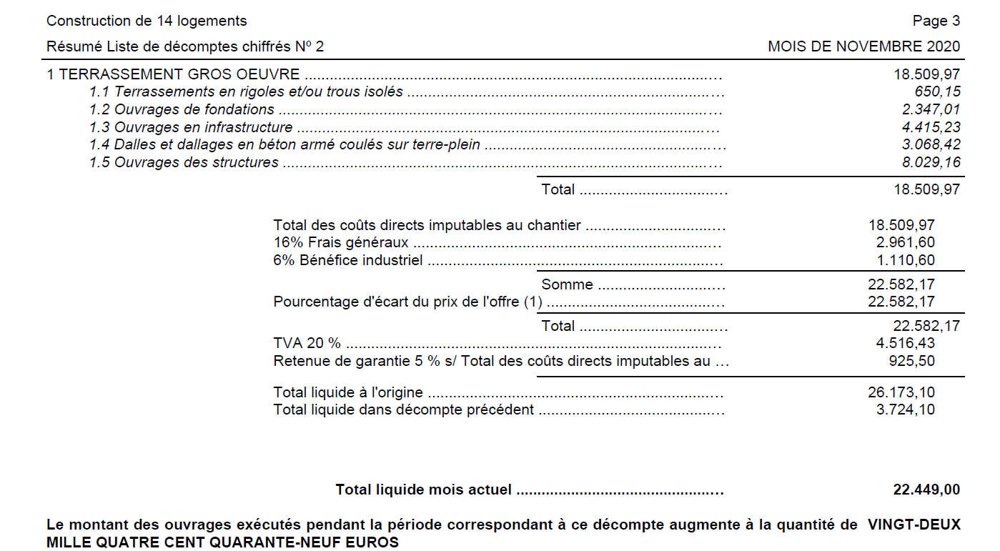 Construction de 14 logements Page 3
Résumé Liste de décomptes chiffrés Nº 2 MOIS DE NOVEMBRE 2020
1 TERRASSEMENT GROS OEUVRE ........................................................................................................ 18.509,97
1.1 Terrassements en rigoles et/ou trous isolés ............................................................................... 650,15
1.2 Ouvrages de fondations ............................................................................................................. 2.347,01
1.3 Ouvrages en infrastructure ......................................................................................................... 4.415,23
1.4 Dalles et dallages en béton armé coulés sur terre-plein ............................................................ 3.068,42
1.5 Ouvrages des structures ............................................................................................................ 8.029,16
Total ................................... 18.509,97
Total des coûts directs imputables au chantier .................................. 18.509,97
16% Frais généraux .......................................................................... 2.961,60
6% Bénéfice industriel ....................................................................... 1.110,60
Somme ............................... 22.582,17
Pourcentage d'écart du prix de l'offre (1) ........................................... 22.582,17
Total ................................... 22.582,17
TVA 20 % .......................................................................................... 4.516,43
Retenue de garantie 5 % s/ Total des coûts directs imputables au ... 925,50
Total liquide à l'origine ....................................................................... 26.173,10
Total liquide dans décompte précédent ............................................. 3.724,10
Total liquide mois actuel .................................................. 22.449,00
Le montant des ouvrages exécutés pendant la période correspondant à ce décompte augmente à la quantité de VINGT-DEUX
MILLE QUATRE CENT QUARANTE-NEUF EUROS